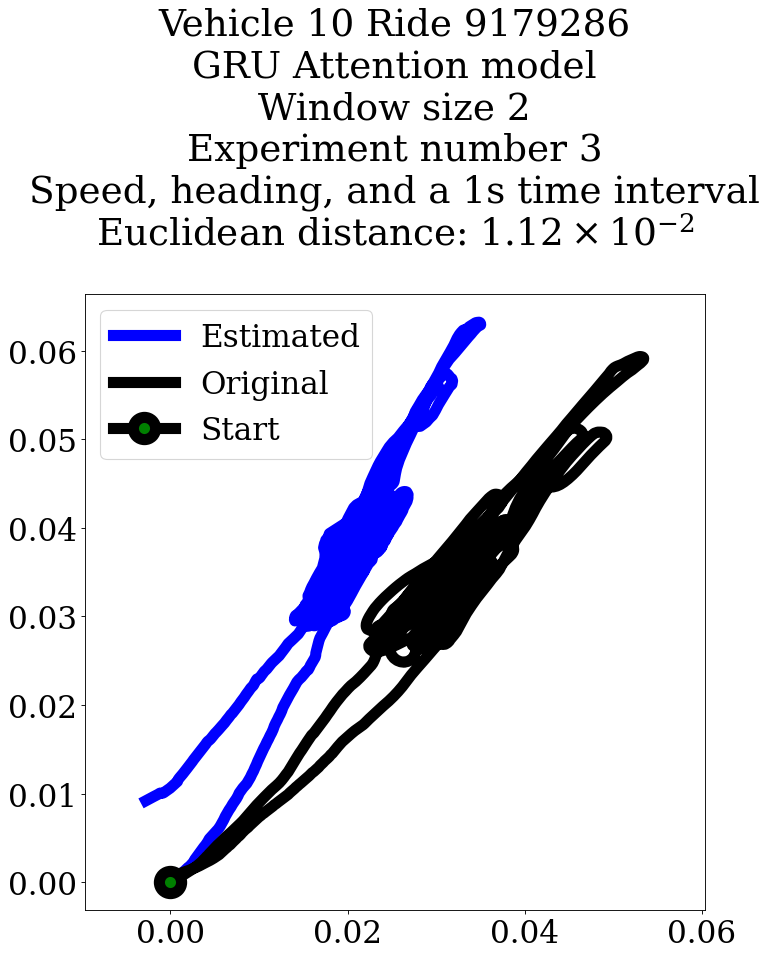 Vehicle 10 Ride 9179286
GRU Attention model
Window size 2
Experiment number 3
Speed, heading, and a 1s time interval
Euclidean distance: 1.12 × 10⁻²
Estimated
Original
Start
0.06
0.05
0.04
0.03
0.02
0.01
0.00
0.00 0.02 0.04 0.06